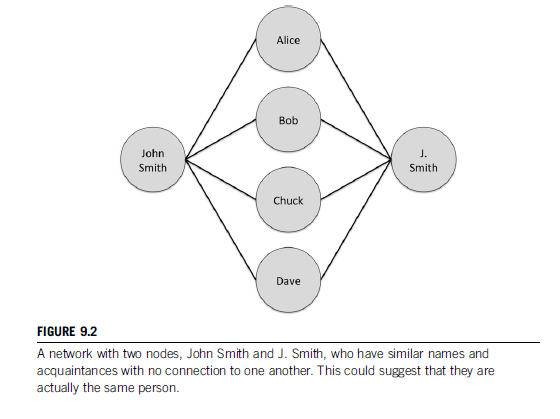 Alice
Bob
John
Smith
J.
Smith
Chuck
Dave
FIGURE 9.2
A network with two nodes, John Smith and J. Smith, who have similar names and
acquaintances with no connection to one another. This could suggest that they are
actually the same person.